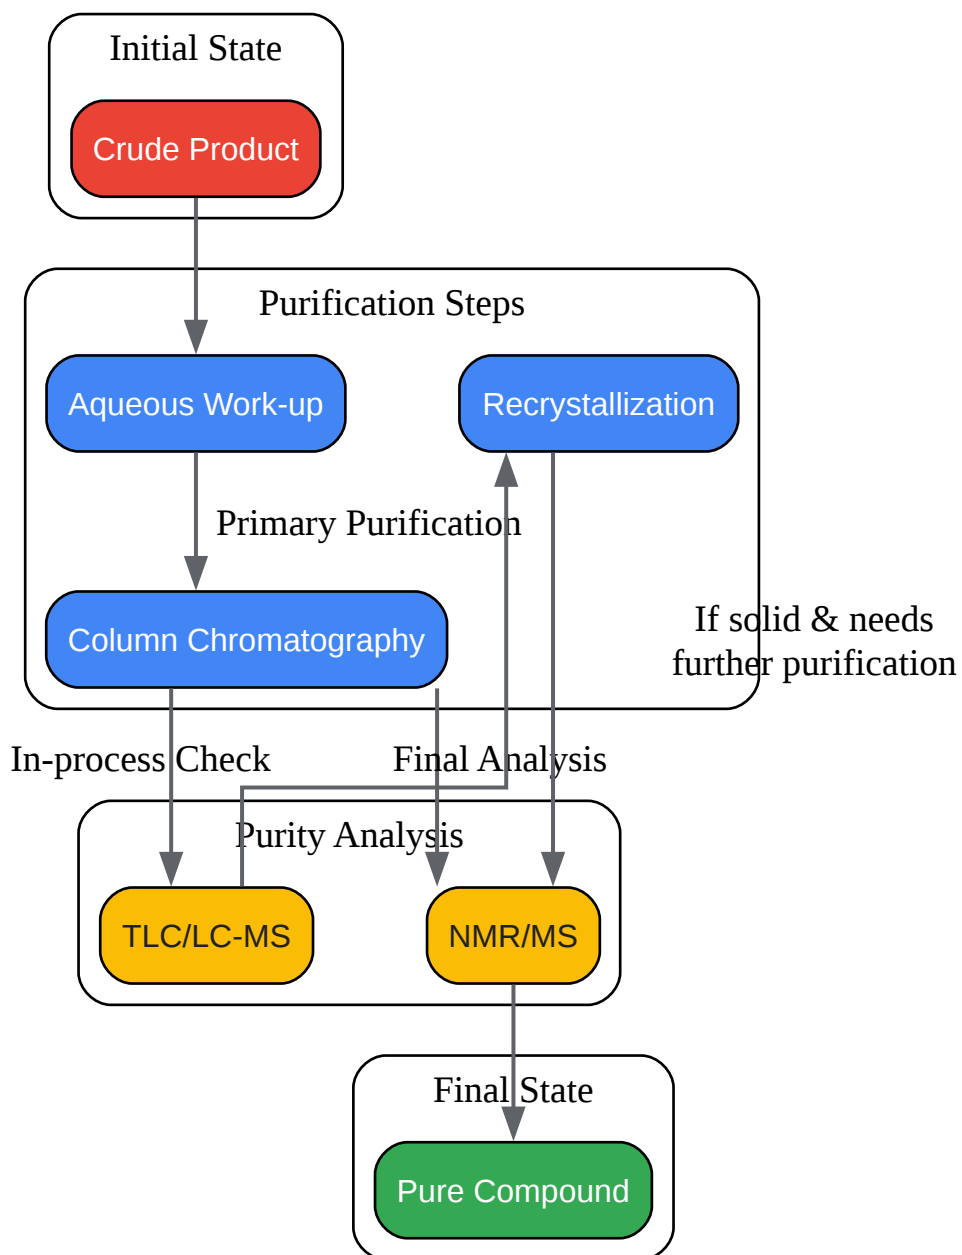 Initial State
Crude Product
Purification Steps
Aqueous Work-up
Recrystallization
Primary Purification
If solid & needs
further purification
Column Chromatography
In-process Check
Final Analysis
Purity Analysis
TLC/LC-MS
NMR/MS
Final State
Pure Compound